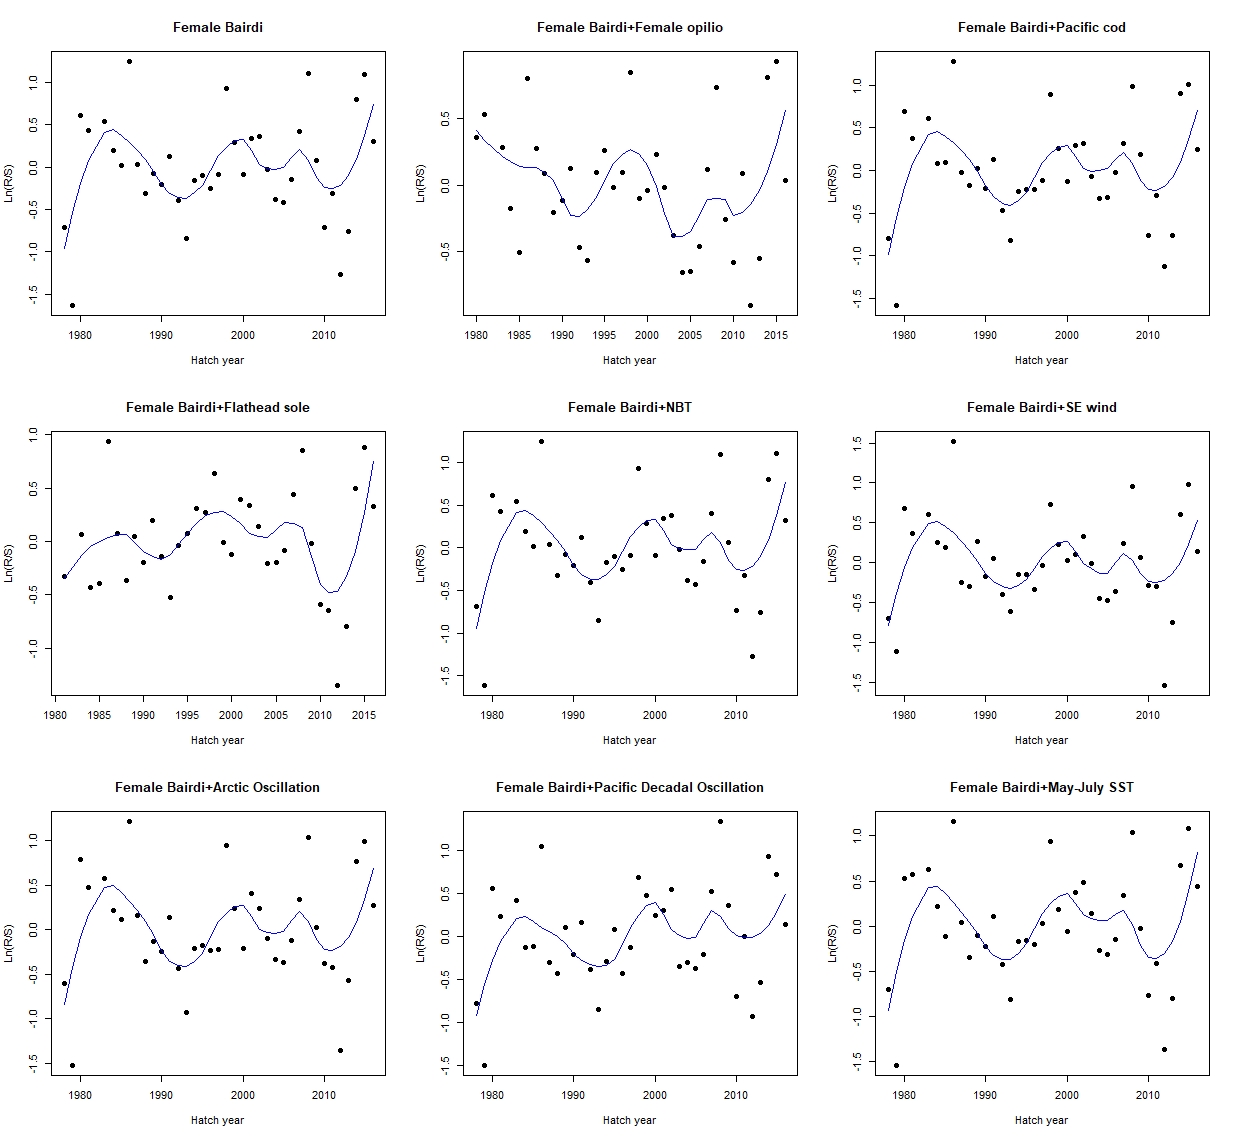 Female Bairdi
Ln(R/S)
1.0
0.5
0.0
-0.5
-1.0
-1.5
1980 1990 2000 2010
Hatch year
Female Bairdi+Female opilio
Ln(R/S)
0.5
0.0
-0.5
1980 1985 1990 1995 2000 2005 2010 2015
Hatch year
Female Bairdi+Pacific cod
Ln(R/S)
1.0
0.5
0.0
-0.5
-1.0
-1.5
1980 1990 2000 2010
Hatch year
Female Bairdi+Flathead sole
Ln(R/S)
1.0
0.5
0.0
-0.5
-1.0
1980 1985 1990 1995 2000 2005 2010 2015
Hatch year
Female Bairdi+NBT
Ln(R/S)
1.0
0.5
0.0
-0.5
-1.0
-1.5
1980 1990 2000 2010
Hatch year
Female Bairdi+SE wind
Ln(R/S)
1.5
1.0
0.5
0.0
-0.5
-1.0
-1.5
1980 1990 2000 2010
Hatch year
Female Bairdi+Arctic Oscillation
Ln(R/S)
1.0
0.5
0.0
-0.5
-1.0
-1.5
1980 1990 2000 2010
Hatch year
Female Bairdi+Pacific Decadal Oscillation
Ln(R/S)
1.0
0.5
0.0
-0.5
-1.0
-1.5
1980 1990 2000 2010
Hatch year
Female Bairdi+May-July SST
Ln(R/S)
1.0
0.5
0.0
-0.5
-1.0
-1.5
1980 1990 2000 2010
Hatch year